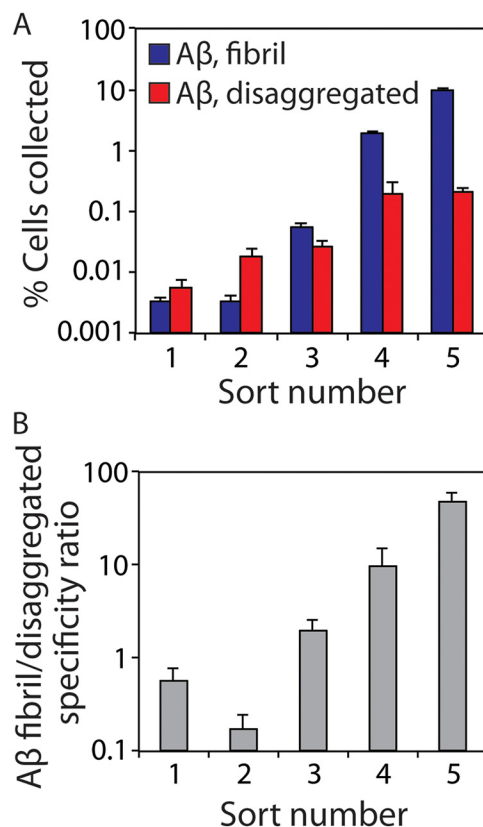 A
100
10
1
0.1
0.01
0.001
% Cells collected
Aβ, fibril
Aβ, disaggregated
1 2 3 4 5
Sort number
B
100
10
1
0.1
Aβ fibril/disaggregated
specificity ratio
1 2 3 4 5
Sort number